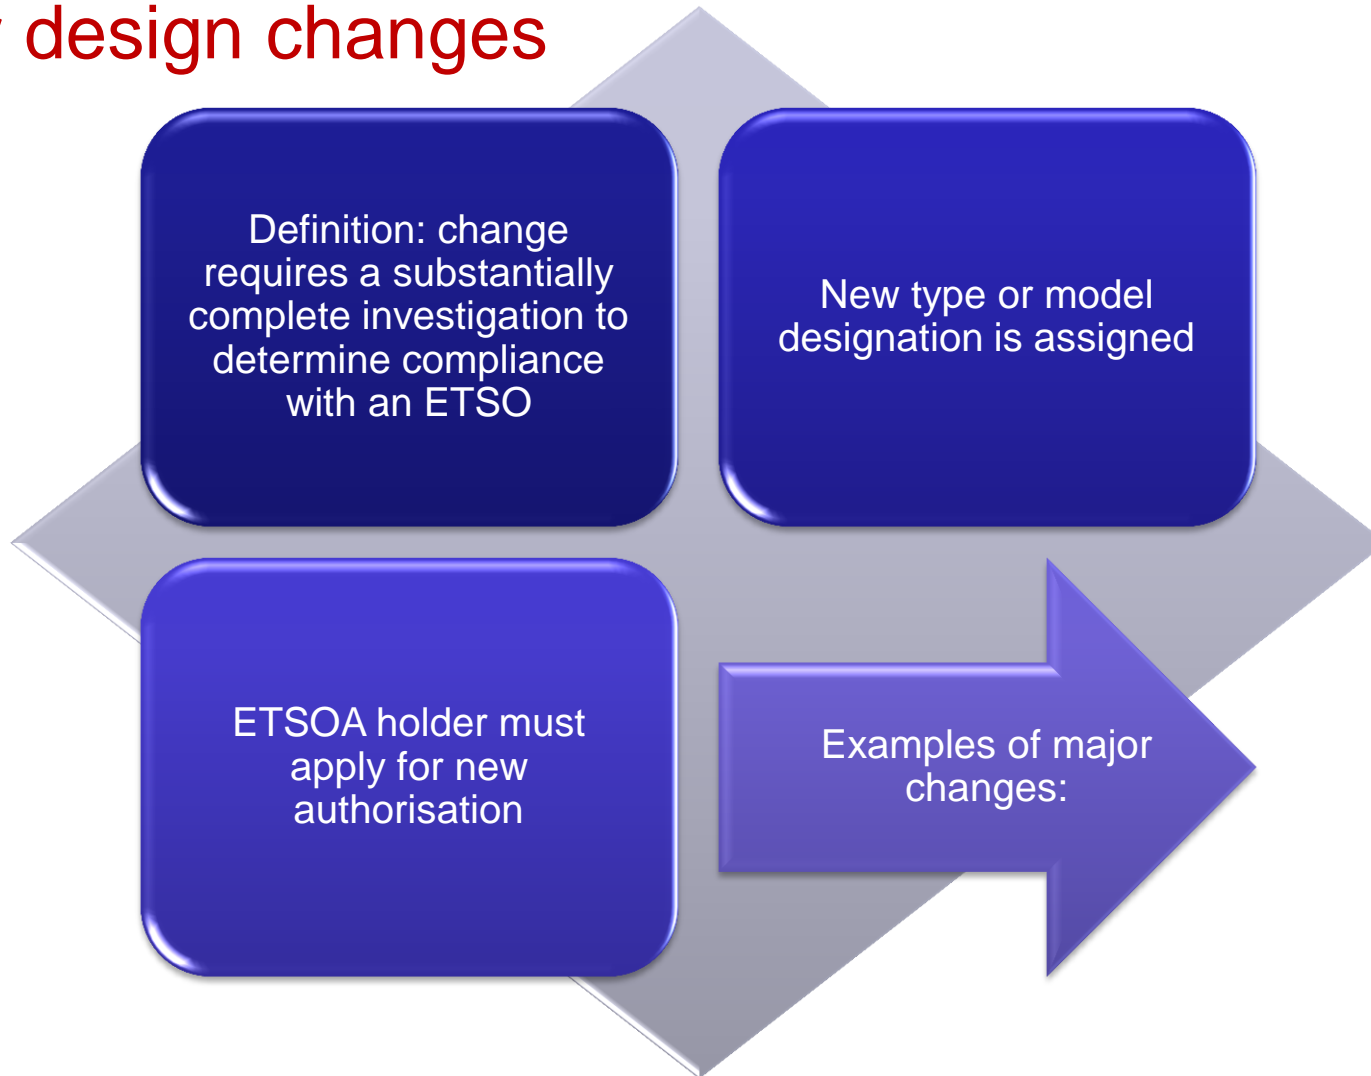 design changes
Definition: change
requires a substantially
complete investigation to
determine compliance
with an ETSO
New type or model
designation is assigned
ETSOA holder must
apply for new
authorisation
Examples of major
changes: